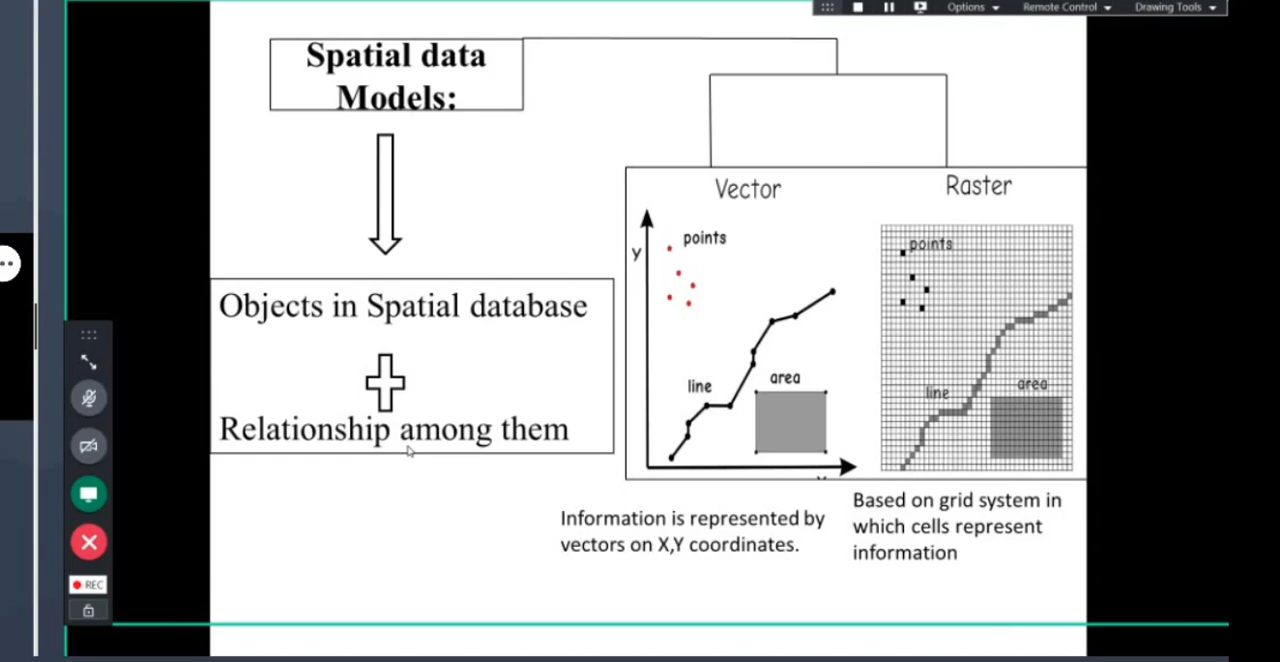 Options
Remote Control
Drawing Tools
Spatial data
Models:
Vector
Raster
Y
points
points
line
area
line
area
Objects in Spatial database
Relationship among them
Information is represented by
vectors on X,Y coordinates.
Based on grid system in
which cells represent
information
REC